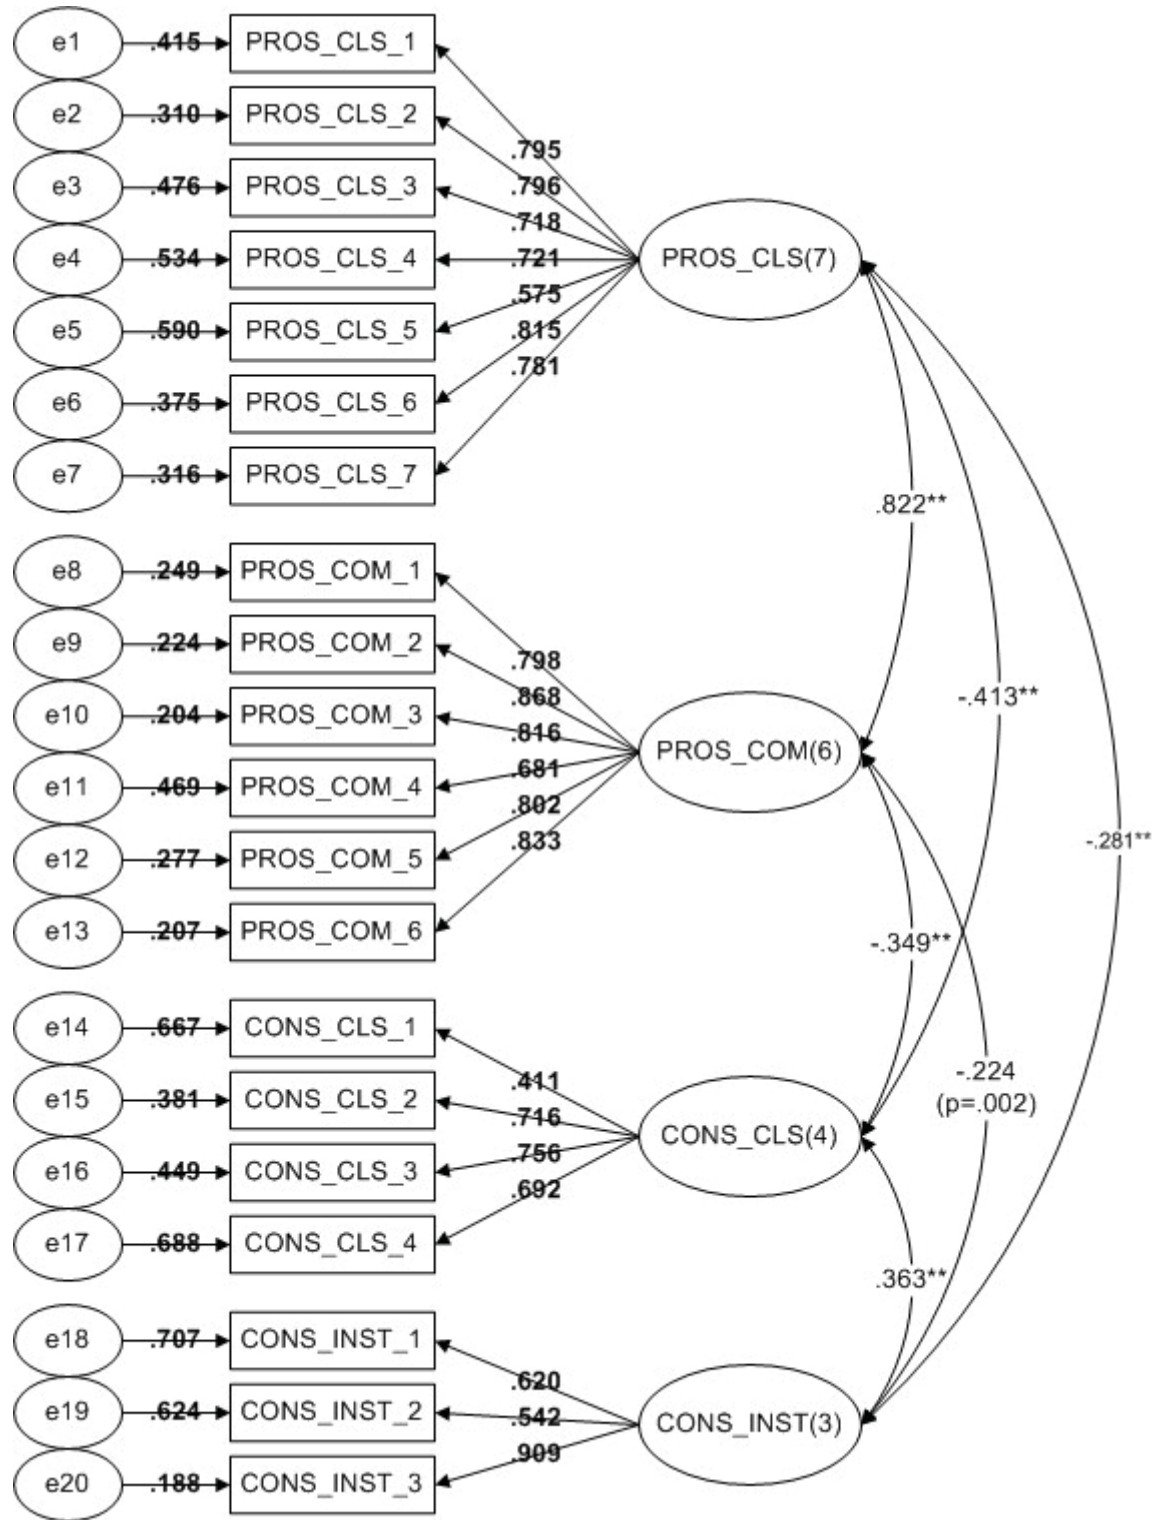 e1 .415 PROS_CLS_1
e2 .310 PROS_CLS_2
.795
e3 .476 PROS_CLS_3
.796
.718
e4 .534 PROS_CLS_4
.721
PROS_CLS(7)
.575
e5 .590 PROS_CLS_5
.815
.781
e6 .375 PROS_CLS_6
e7 .316 PROS_CLS_7
.822**
e8 .249 PROS_COM_1
e9 .224 PROS_COM_2
.798
.868
-.413**
e10 .204 PROS_COM_3
.816
PROS_COM(6)
.681
e11 .469 PROS_COM_4
.802
.833
-.281**
e12 .277 PROS_COM_5
e13 .207 PROS_COM_6
-.349**
e14 .667 CONS_CLS_1
-.224
(p=.002)
.411
e15 .381 CONS_CLS_2
.716
CONS_CLS(4)
.756
e16 .449 CONS_CLS_3
.692
e17 .688 CONS_CLS_4
.363**
e18 .707 CONS_INST_1
.620
e19 .624 CONS_INST_2
.542
CONS_INST(3)
.909
e20 .188 CONS_INST_3